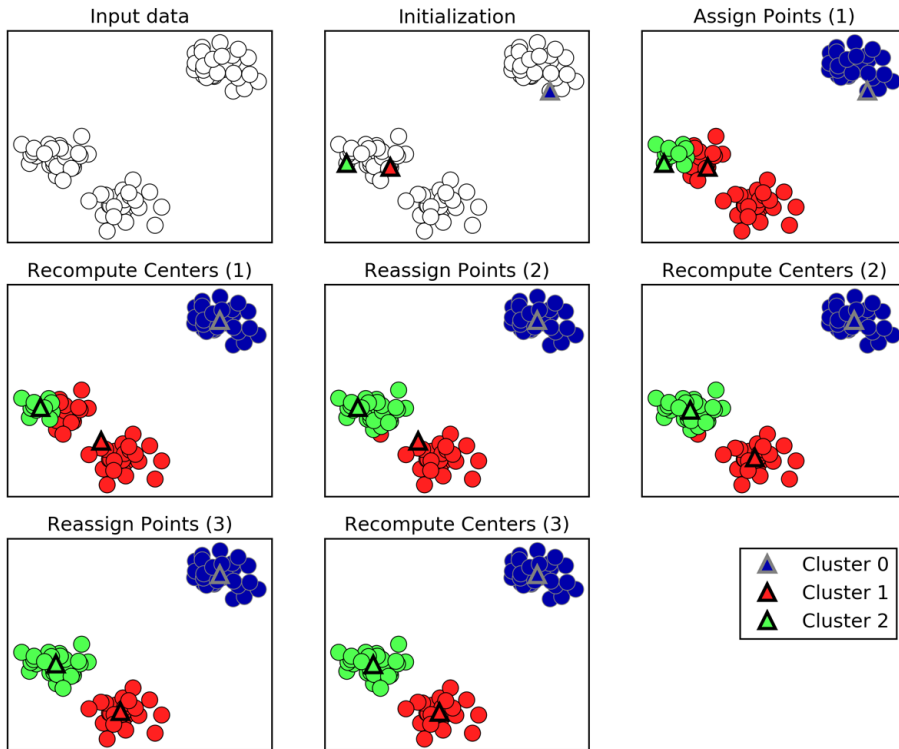 Input data
Initialization
Assign Points (1)
Recompute Centers (1)
Reassign Points (2)
Recompute Centers (2)
Reassign Points (3)
Recompute Centers (3)
Cluster 0
Cluster 1
Cluster 2